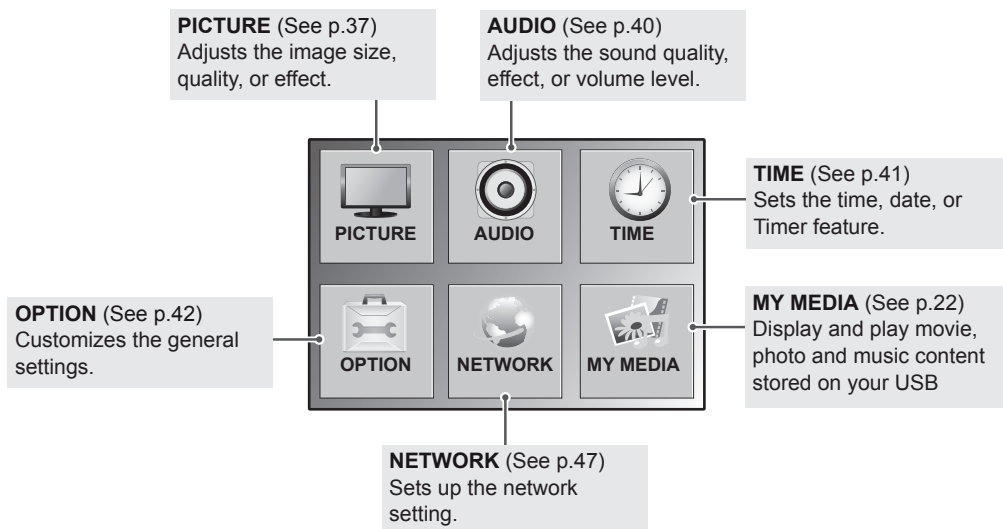 PICTURE (See p.37)
Adjusts the image size,
quality, or effect.
AUDIO (See p.40)
Adjusts the sound quality,
effect, or volume level.
PICTURE
AUDIO
TIME
TIME (See p.41)
Sets the time, date, or
Timer feature.
OPTION (See p.42)
Customizes the general
settings.
OPTION
NETWORK
MY MEDIA
MY MEDIA (See p.22)
Display and play movie,
photo and music content
stored on your USB
NETWORK (See p.47)
Sets up the network
setting.